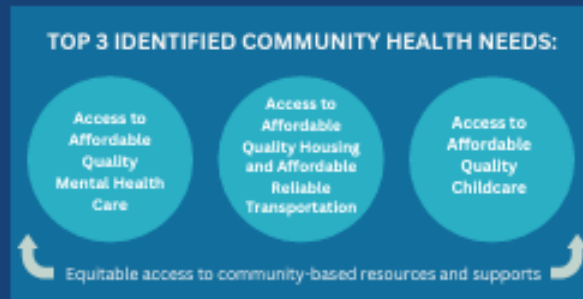 TOP 3 IDENTIFIED COMMUNITY HEALTH NEEDS:
Access to
Affordable
Quality
Mental Health
Care
Access to
Affordable
Quality Housing
and Affordable
Reliable
Transportation
Access to
Affordable
Quality
Childcare
Equitable access to community-based resources and supports